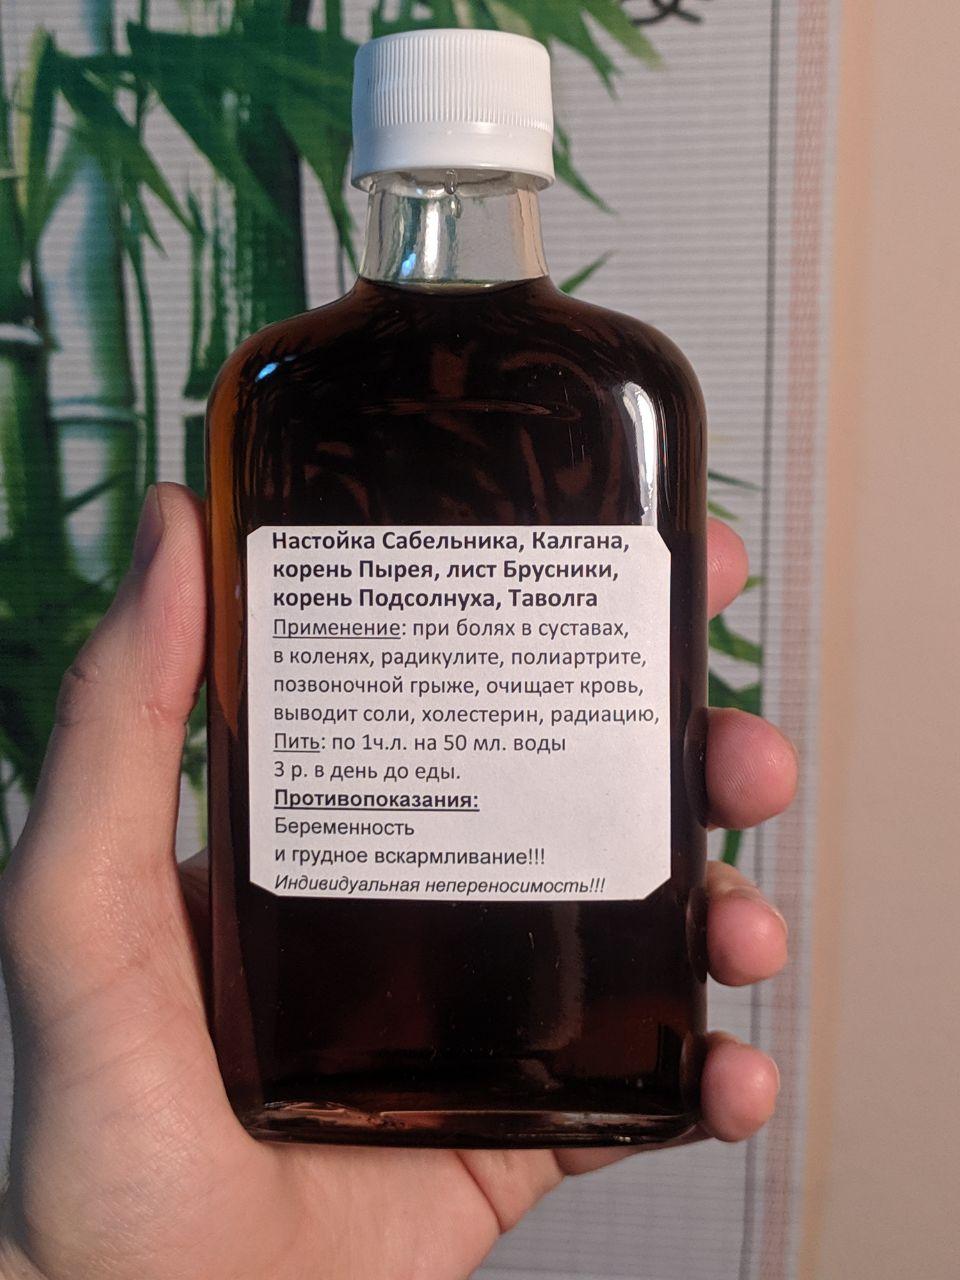 Настойка Сабельника, Калгана,
корень Пырея, лист Брусники,
корень Подсолнуха, Таволга
Применение: при болях в суставах,
в коленях, радикулите, полиартрите,
позвоночной грыже, очищает кровь,
выводит соли, холестерин, радиацию,
Пить: по 1ч.л. на 50 мл. воды
3 р. в день до еды.
Противопоказания:
Беременность
и грудное вскармливание!!!
Индивидуальная непереносимость!!!